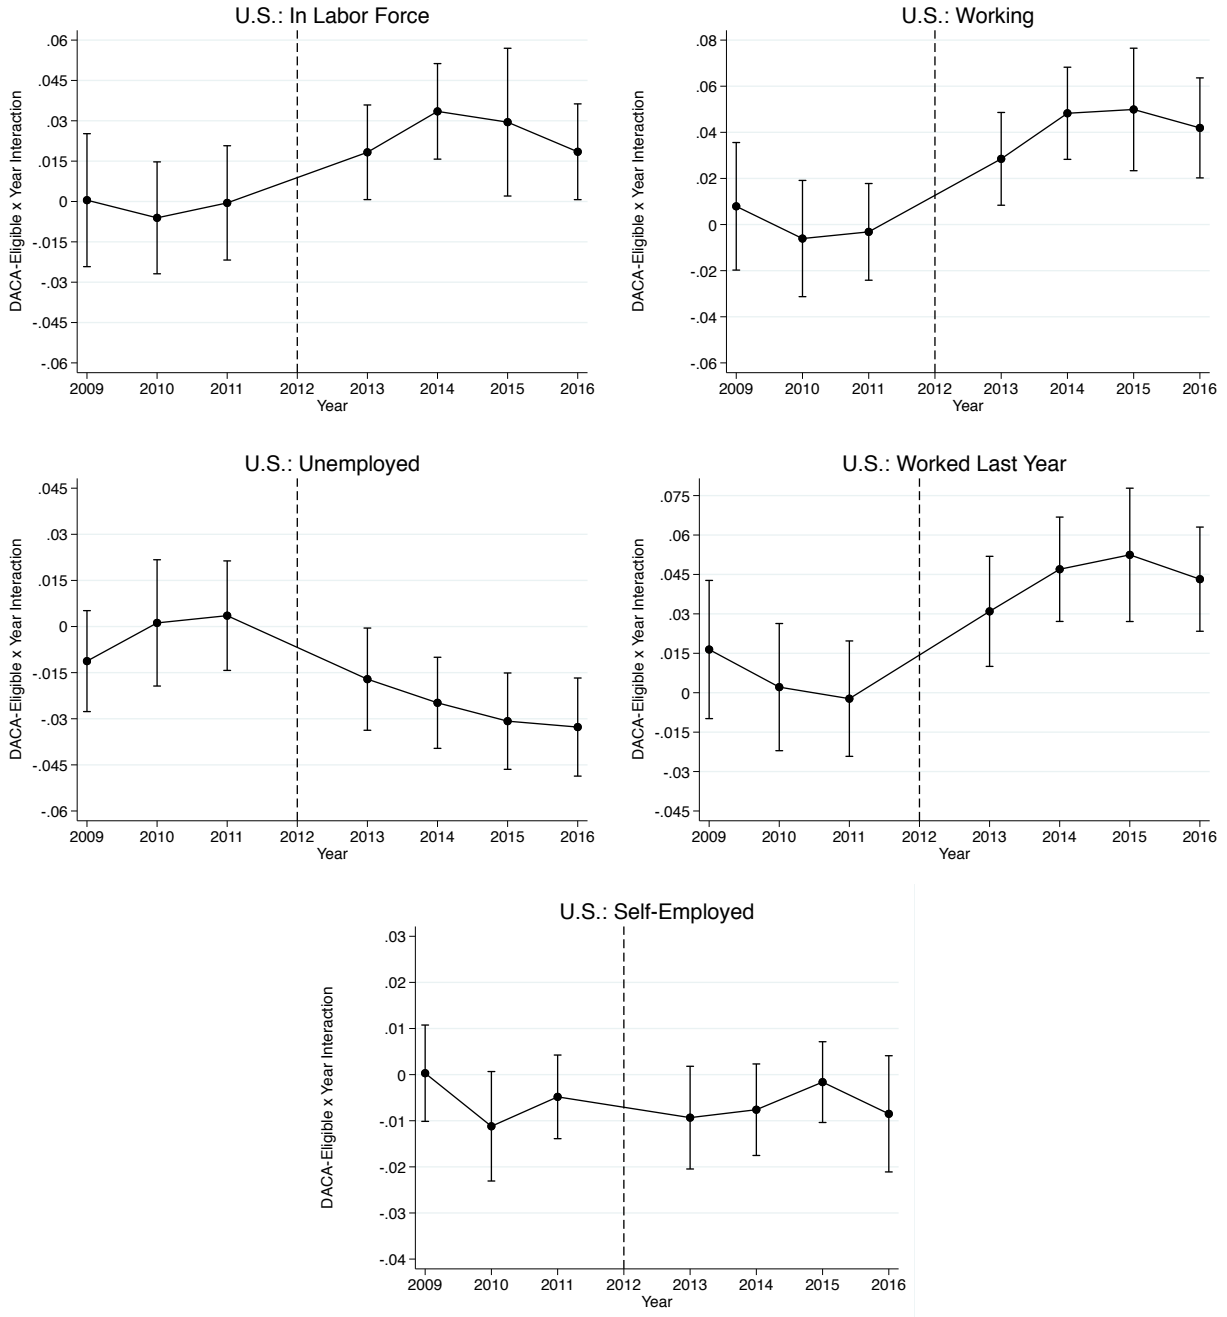 U.S.: In Labor Force
DACA-Eligible x Year Interaction
.06
.045
.03
.015
0
-.015
-.03
-.045
-.06
2009 2010 2011 2012 2013 2014 2015 2016
Year
U.S.: Working
DACA-Eligible x Year Interaction
.08
.06
.04
.02
0
-.02
-.04
-.06
2009 2010 2011 2012 2013 2014 2015 2016
Year
U.S.: Unemployed
DACA-Eligible x Year Interaction
.045
.03
.015
0
-.015
-.03
-.045
-.06
2009 2010 2011 2012 2013 2014 2015 2016
Year
U.S.: Worked Last Year
DACA-Eligible x Year Interaction
.075
.06
.045
.03
.015
0
-.015
-.03
-.045
2009 2010 2011 2012 2013 2014 2015 2016
Year
U.S.: Self-Employed
DACA-Eligible x Year Interaction
.03
.02
.01
0
-.01
-.02
-.03
-.04
2009 2010 2011 2012 2013 2014 2015 2016
Year